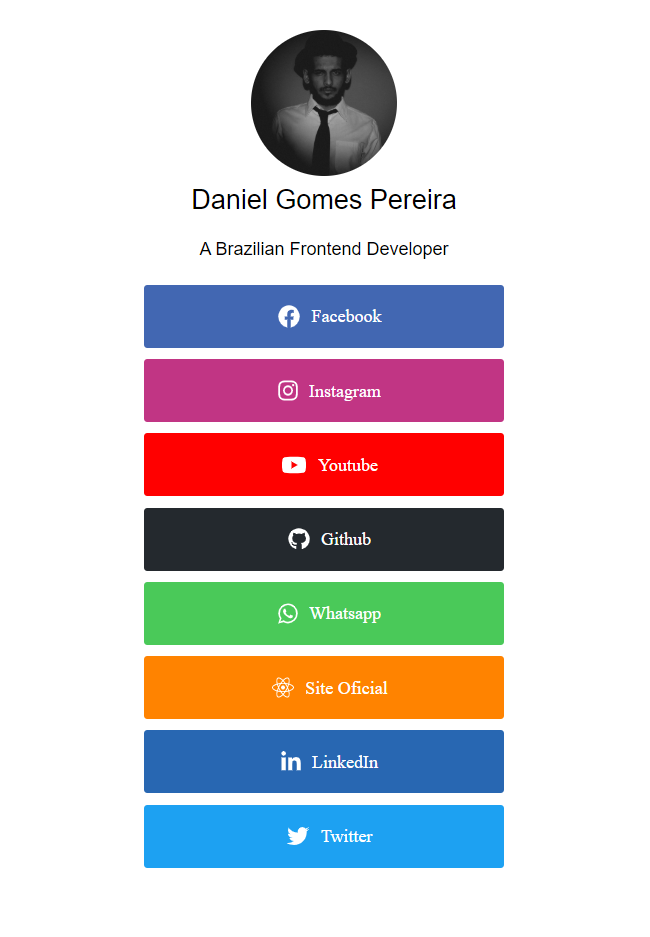 Daniel Gomes Pereira
A Brazilian Frontend Developer
Facebook
Instagram
Youtube
Github
Whatsapp
Site Oficial
LinkedIn
Twitter